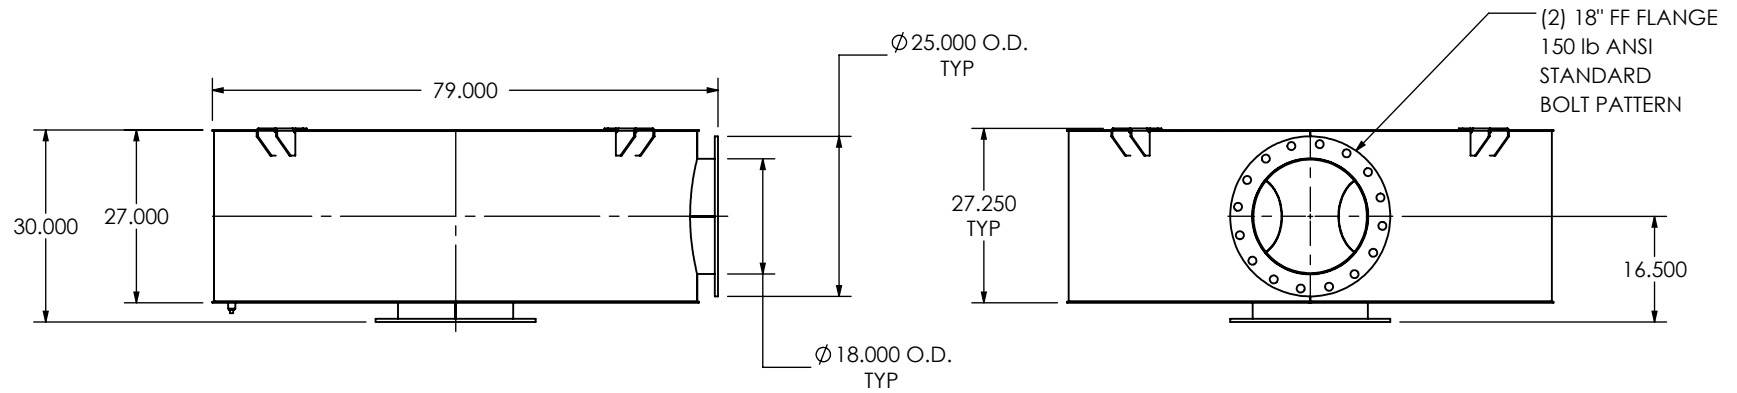 (2) 18" FF FLANGE
150 lb ANSI
STANDARD
BOLT PATTERN
Ø25.000 O.D.
TYP
79.000
30.000
27.000
27.250
TYP
16.500
Ø18.000 O.D.
TYP